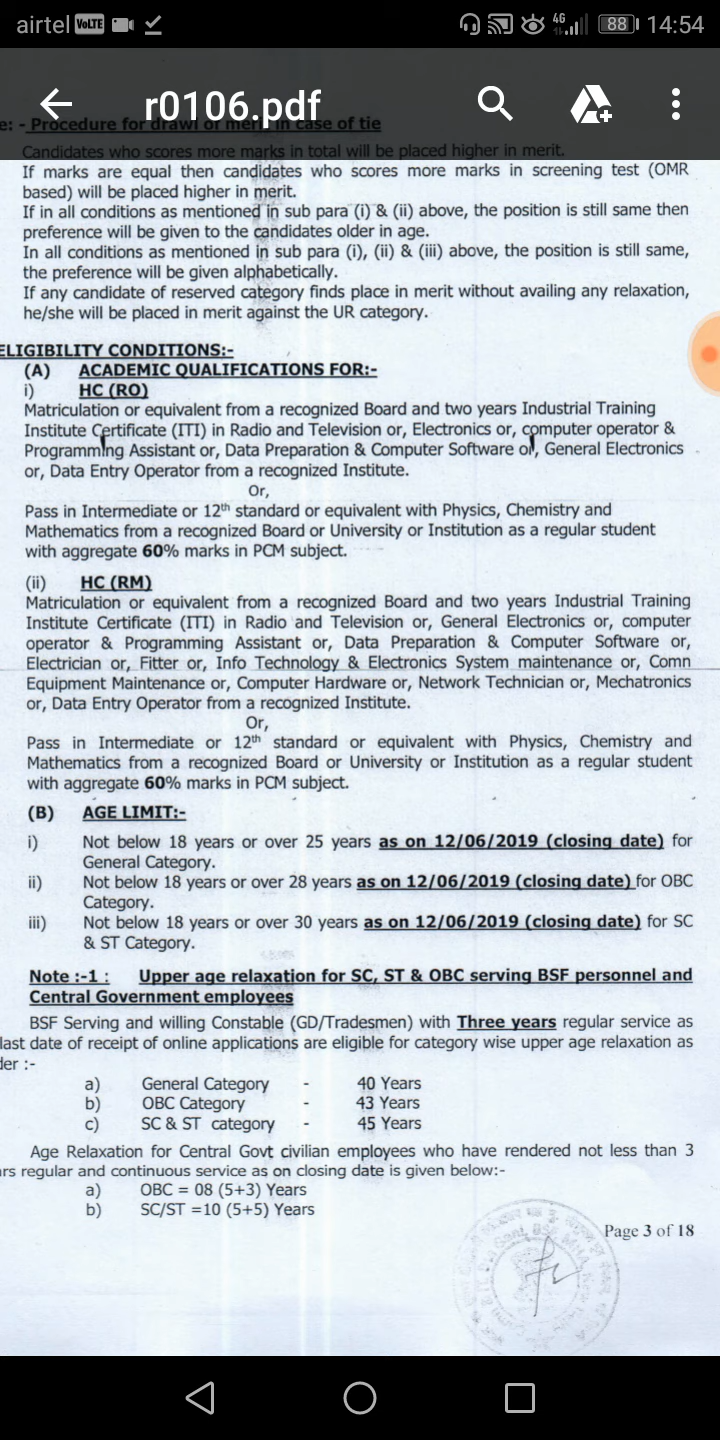 airtel VoLTE 4G 88 14:54
r0106.pdf
e: - Procedure for drawl of merit in case of tie
Candidates who scores more marks in total will be placed higher in merit.
If marks are equal then candidates who scores more marks in screening test (OMR
based) will be placed higher in merit.
If in all conditions as mentioned in sub para (i) & (ii) above, the position is still same then
preference will be given to the candidates older in age.
In all conditions as mentioned in sub para (i), (ii) & (iii) above, the position is still same,
the preference will be given alphabetically.
If any candidate of reserved category finds place in merit without availing any relaxation,
he/she will be placed in merit against the UR category.
ELIGIBILITY CONDITIONS:-
(A) ACADEMIC QUALIFICATIONS FOR:-
i) HC (RO)
Matriculation or equivalent from a recognized Board and two years Industrial Training
Institute Certificate (ITI) in Radio and Television or, Electronics or, computer operator &
Programming Assistant or, Data Preparation & Computer Software or, General Electronics
or, Data Entry Operator from a recognized Institute.
Or,
Pass in Intermediate or 12th standard or equivalent with Physics, Chemistry and
Mathematics from a recognized Board or University or Institution as a regular student
with aggregate 60% marks in PCM subject.
(ii) HC (RM)
Matriculation or equivalent from a recognized Board and two years Industrial Training
Institute Certificate (ITI) in Radio and Television or, General Electronics or, computer
operator & Programming Assistant or, Data Preparation & Computer Software or,
Electrician or, Fitter or, Info Technology & Electronics System maintenance or, Comn
Equipment Maintenance or, Computer Hardware or, Network Technician or, Mechatronics
or, Data Entry Operator from a recognized Institute.
Or,
Pass in Intermediate or 12th standard or equivalent with Physics, Chemistry and
Mathematics from a recognized Board or University or Institution as a regular student
with aggregate 60% marks in PCM subject.
(B) AGE LIMIT:-
i) Not below 18 years or over 25 years as on 12/06/2019 (closing date) for
General Category.
ii) Not below 18 years or over 28 years as on 12/06/2019 (closing date) for OBC
Category.
iii) Not below 18 years or over 30 years as on 12/06/2019 (closing date) for SC
& ST Category.
Note :-1 : Upper age relaxation for SC, ST & OBC serving BSF personnel and
Central Government employees
BSF Serving and willing Constable (GD/Tradesmen) with Three years regular service as
last date of receipt of online applications are eligible for category wise upper age relaxation as
der :-
a) General Category - 40 Years
b) OBC Category - 43 Years
c) SC & ST category - 45 Years
Age Relaxation for Central Govt civilian employees who have rendered not less than 3
rs regular and continuous service as on closing date is given below:-
a) OBC = 08 (5+3) Years
b) SC/ST =10 (5+5) Years
Page 3 of 18